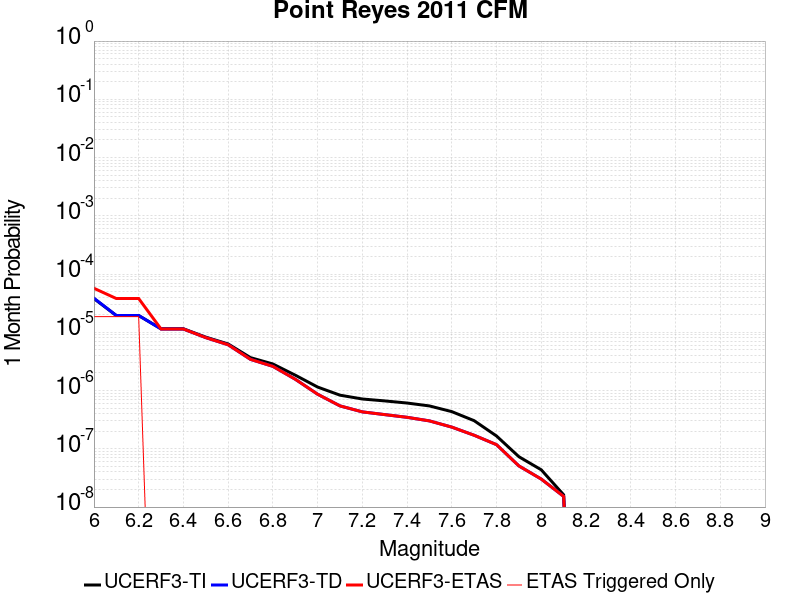 Point Reyes 2011 CFM
10^0
10^-1
10^-2
10^-3
10^-4
10^-5
10^-6
10^-7
10^-8
1 Month Probability
6 6.2 6.4 6.6 6.8 7 7.2 7.4 7.6 7.8 8 8.2 8.4 8.6 8.8 9
Magnitude
UCERF3-TI UCERF3-TD UCERF3-ETAS ETAS Triggered Only